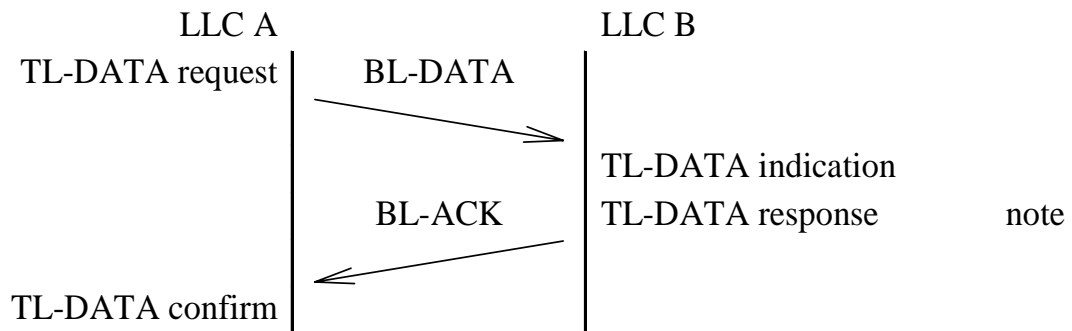 LLC A LLC B
TL-DATA request BL-DATA
TL-DATA indication
BL-ACK TL-DATA response note
TL-DATA confirm